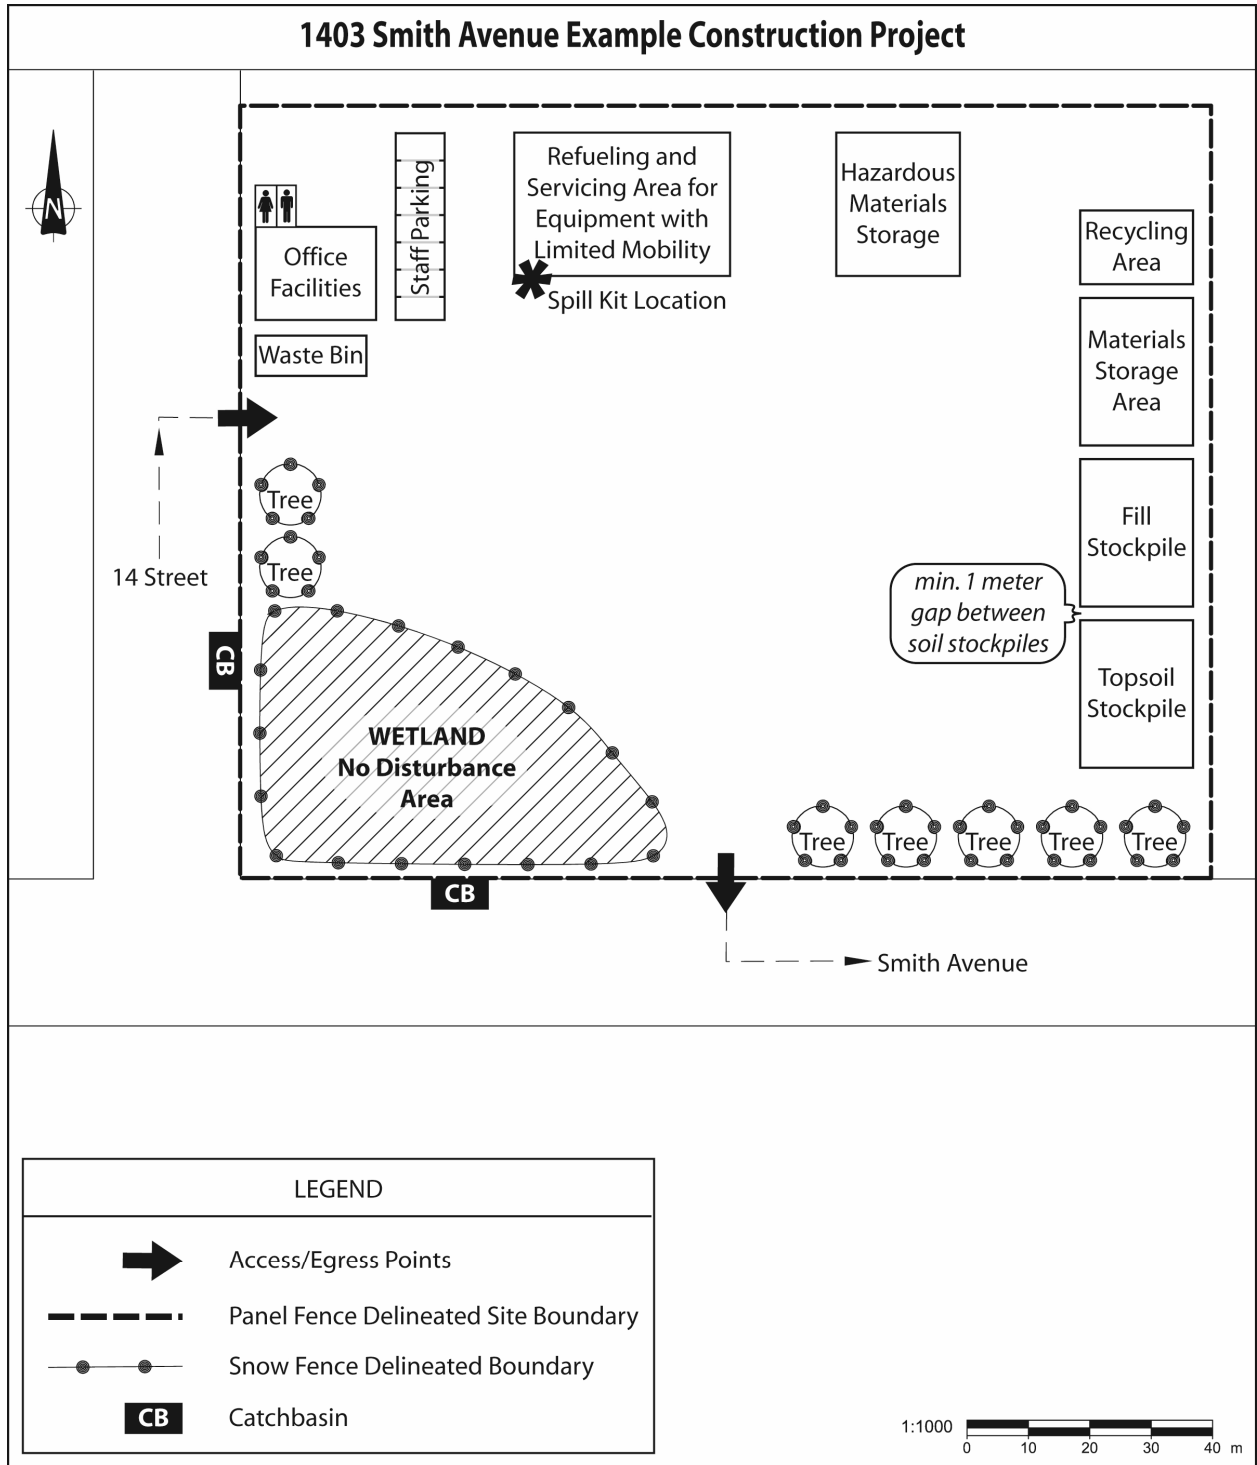 1403 Smith Avenue Example Construction Project
N
Office
Facilities
Staff Parking
Refueling and
Servicing Area for
Equipment with
Limited Mobility
Spill Kit Location
Hazardous
Materials
Storage
Recycling
Area
Waste Bin
Materials
Storage
Area
Tree
Tree
14 Street
Fill
Stockpile
min. 1 meter
gap between
soil stockpiles
CB
Topsoil
Stockpile
WETLAND
No Disturbance
Area
Tree
Tree
Tree
Tree
Tree
CB
Smith Avenue
LEGEND
Access/Egress Points
Panel Fence Delineated Site Boundary
Snow Fence Delineated Boundary
CB Catchbasin
1:1000
0 10 20 30 40 m